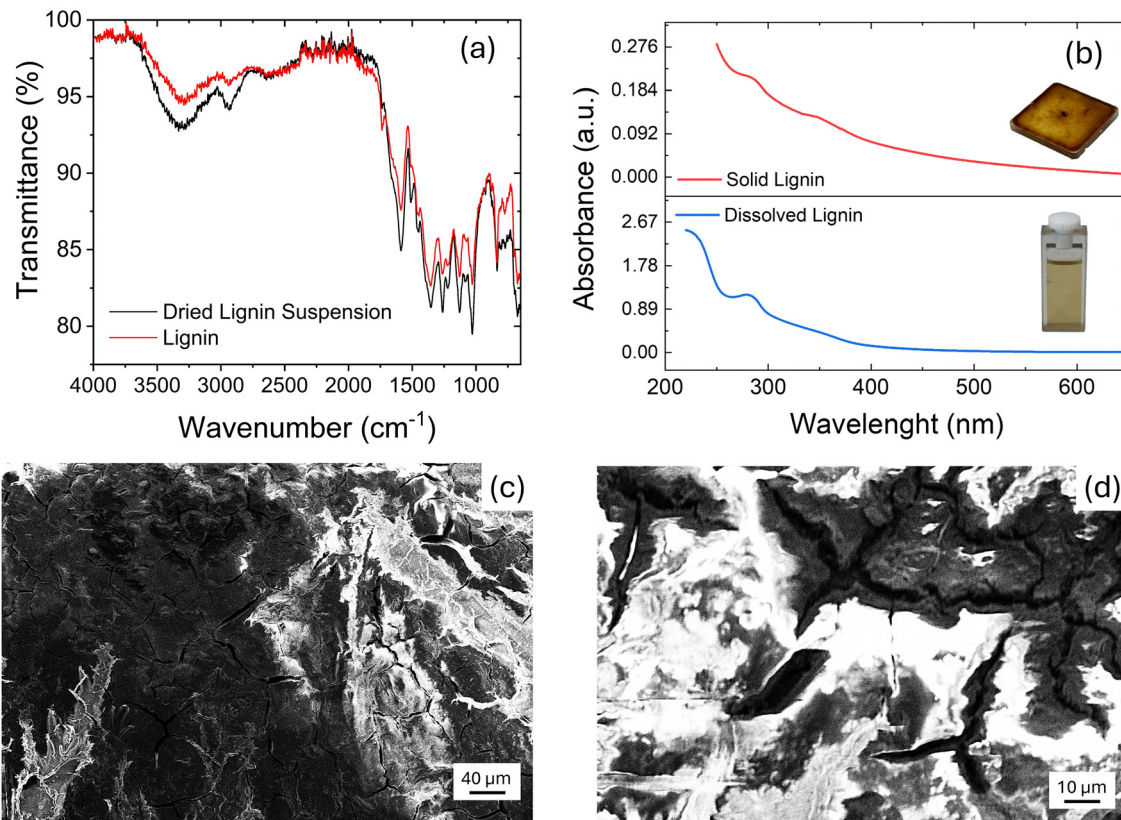 (a)
100
95
90
85
80
Transmittance (%)
Dried Lignin Suspension
Lignin
4000 3500 3000 2500 2000 1500 1000
Wavenumber (cm⁻¹)
(b)
0.276
0.184
0.092
0.000
Solid Lignin
2.67
1.78
0.89
0.00
Dissolved Lignin
Absorbance (a.u.)
200 300 400 500 600
Wavelenght (nm)
(c)
40 µm
(d)
10 µm